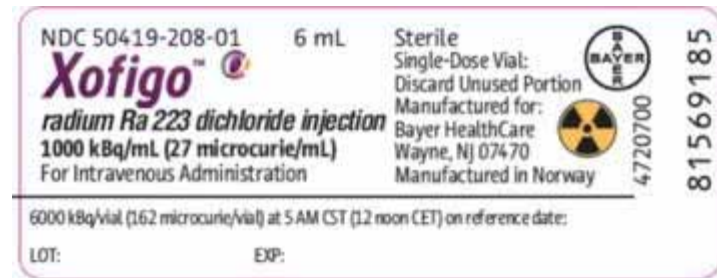 NDC 50419-208-01 6 mL
Xofigo™
radium Ra 223 dichloride injection
1000 kBq/mL (27 microcurie/mL)
For Intravenous Administration
Sterile
Single-Dose Vial:
Discard Unused Portion
Manufactured for:
Bayer HealthCare
Wayne, NJ 07470
Manufactured in Norway
BAYER
BAYER
4720700
81569185
6000 kBq/vial (162 microcurie/vial) at 5 AM CST (12 noon CET) on reference date:
LOT: EXP: